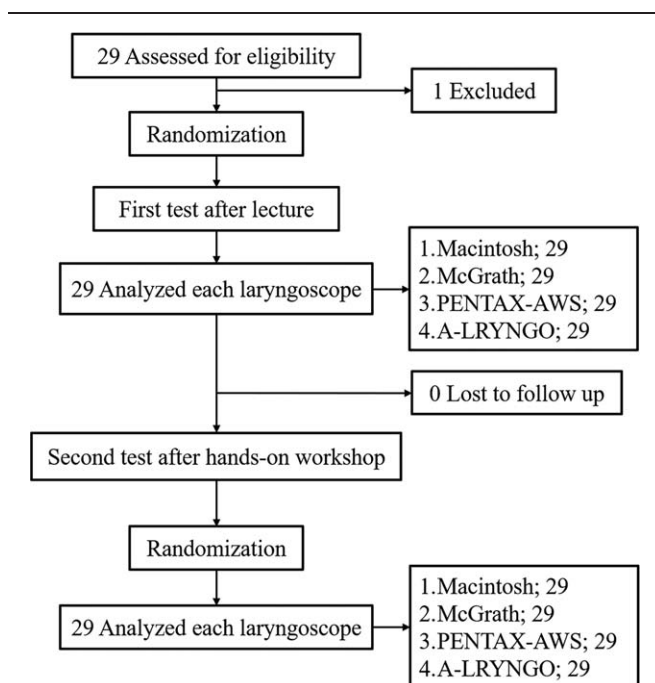 29 Assessed for eligibility
1 Excluded
Randomization
First test after lecture
29 Analyzed each laryngoscope
1.Macintosh; 29
2.McGrath; 29
3.PENTAX-AWS; 29
4.A-LRYNGO; 29
0 Lost to follow up
Second test after hands-on workshop
Randomization
29 Analyzed each laryngoscope
1.Macintosh; 29
2.McGrath; 29
3.PENTAX-AWS; 29
4.A-LRYNGO; 29